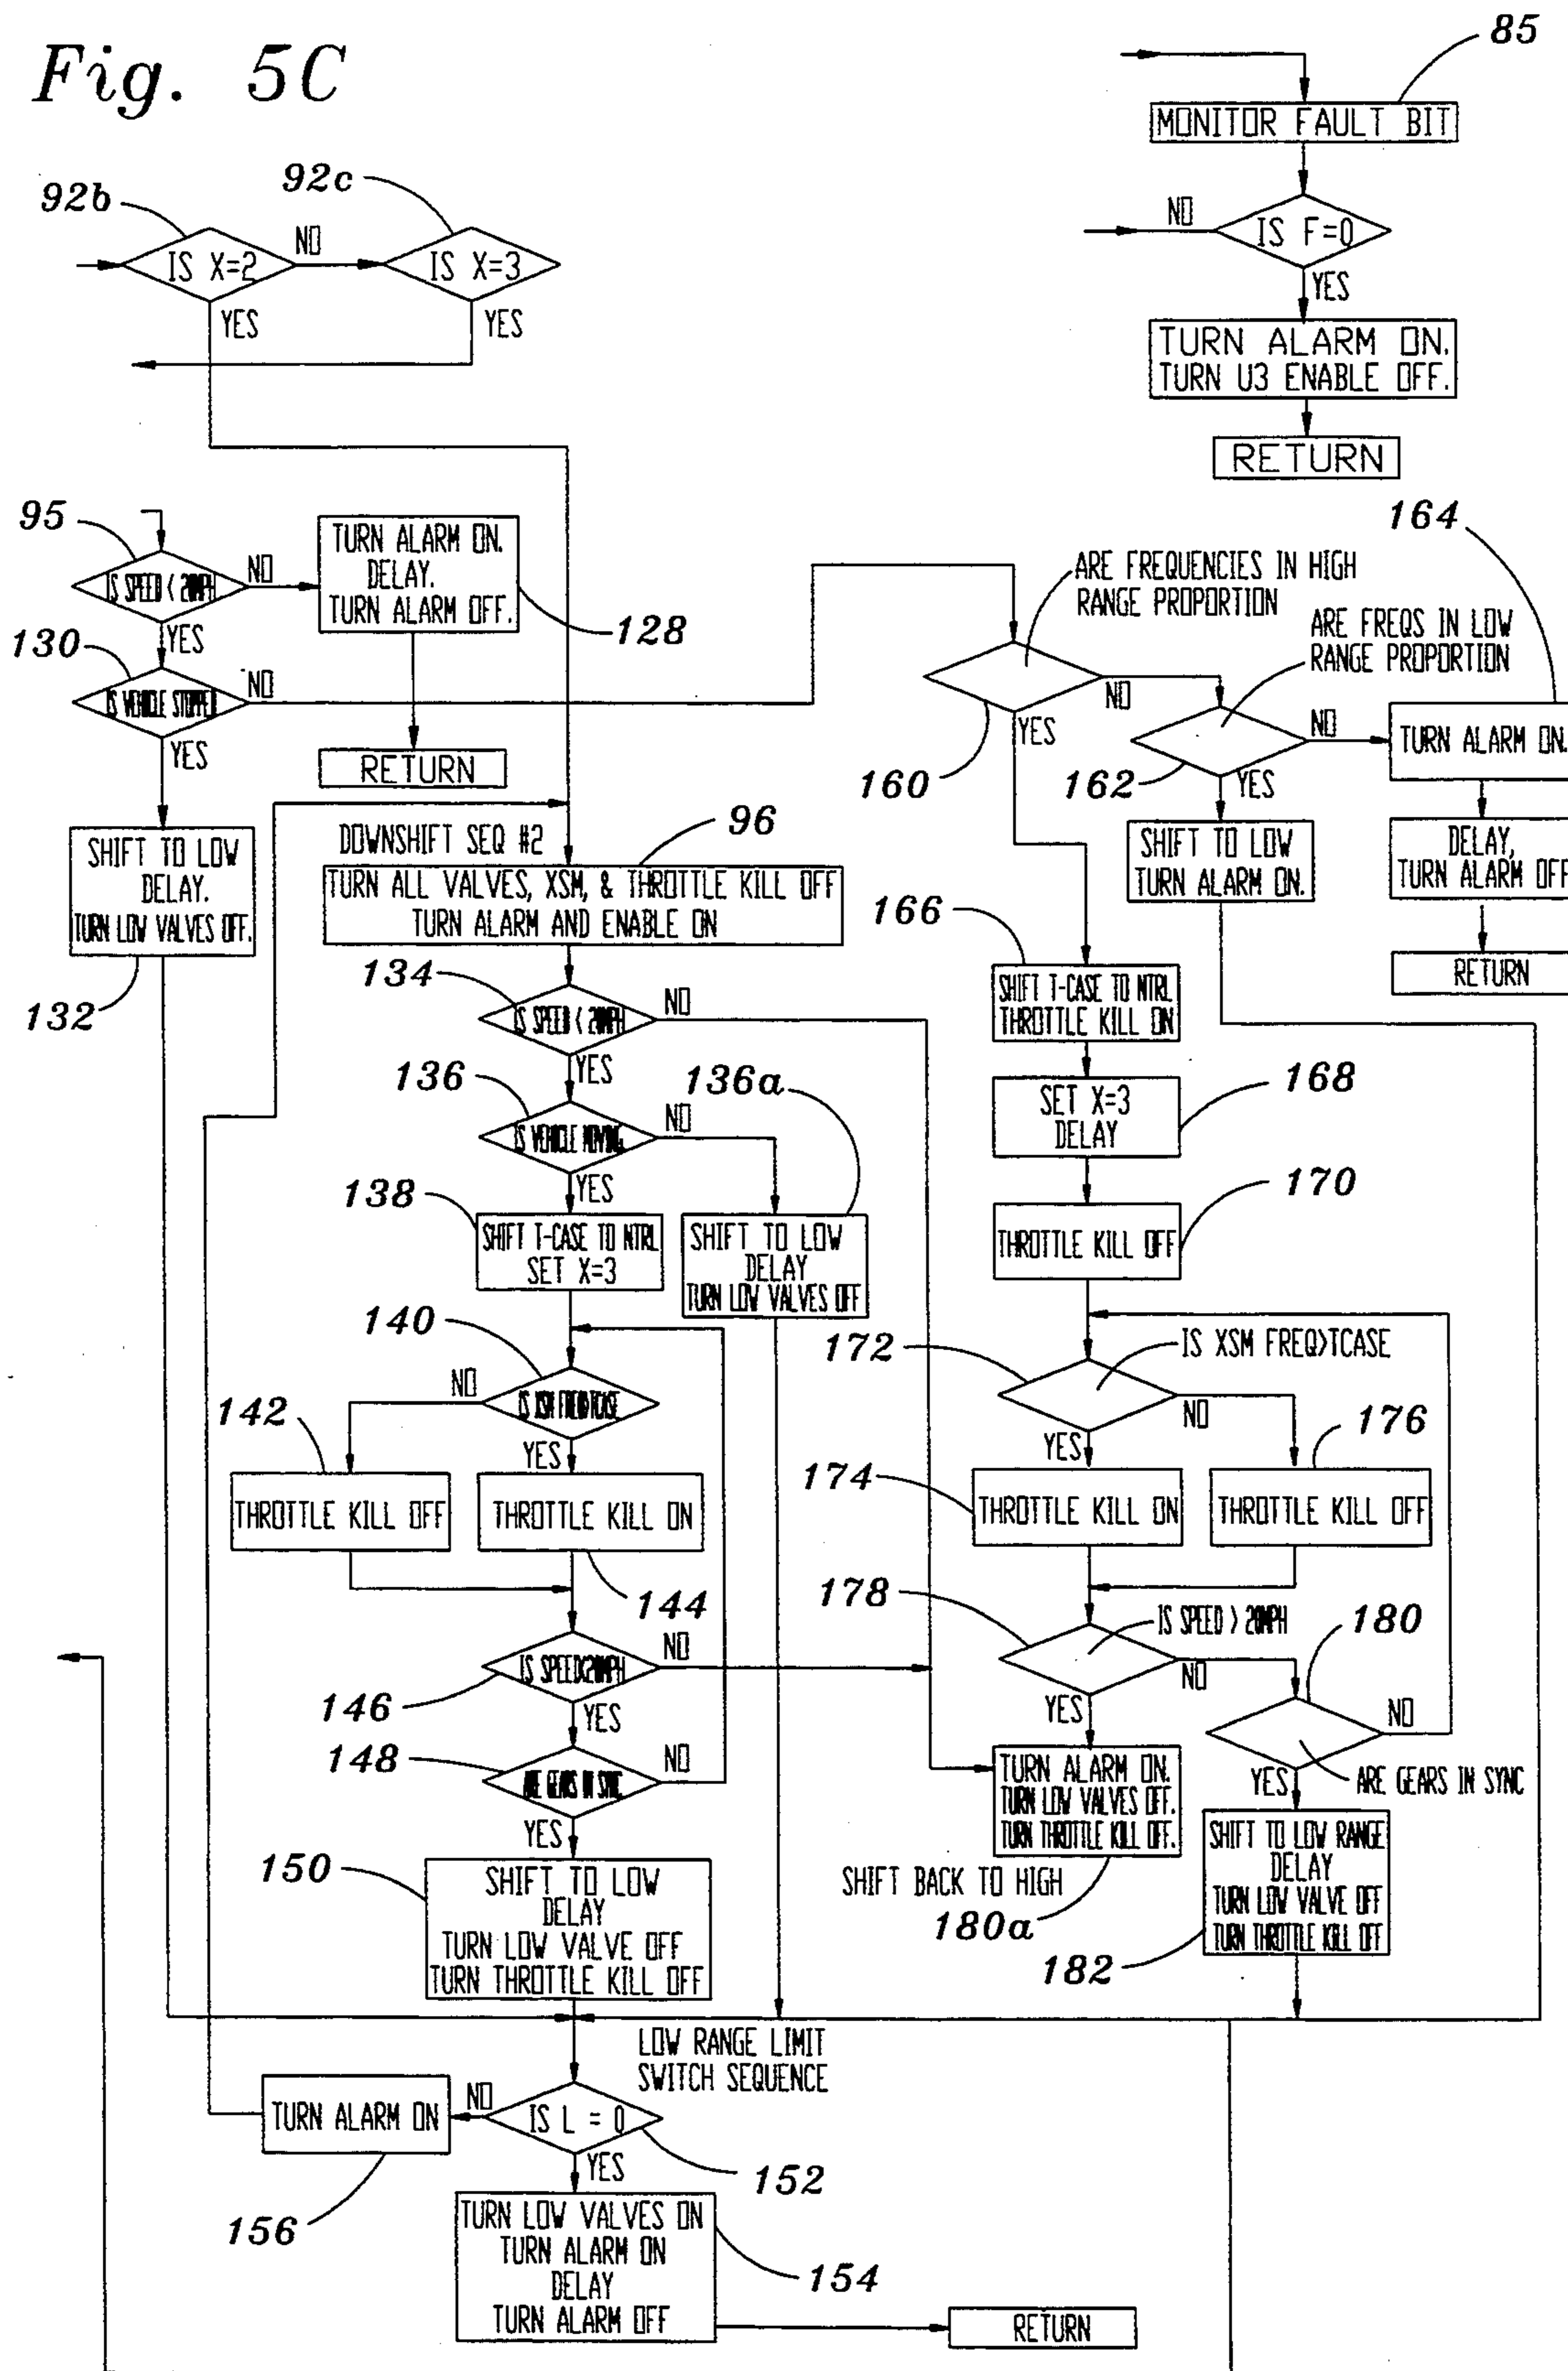 Fig. 5C
85
MONITOR FAULT BIT
NO
IS F=0
YES
TURN ALARM ON.
TURN U3 ENABLE OFF.
RETURN
92b
92c
IS X=2
NO
IS X=3
YES
YES
95
IS SPEED < 20MPH
NO
TURN ALARM ON.
DELAY.
TURN ALARM OFF.
128
YES
130
IS VEHICLE STOPPED
NO
YES
RETURN
SHIFT TO LOW
DELAY.
TURN LOW VALVES OFF.
132
DOWNSHIFT SEQ #2
96
TURN ALL VALVES, XSM, & THROTTLE KILL OFF
TURN ALARM AND ENABLE ON
134
IS SPEED < 20MPH
NO
YES
136
IS VEHICLE MOVING
NO
136a
YES
138
SHIFT T-CASE TO NTRL
SET X=3
SHIFT TO LOW
DELAY
TURN LOW VALVES OFF
140
NO
IS XSM FREQ>TCASE
YES
142
THROTTLE KILL OFF
THROTTLE KILL ON
144
IS SPEED<20MPH
NO
146
YES
148
ARE GEARS IN SYNC
NO
YES
150
SHIFT TO LOW
DELAY
TURN LOW VALVE OFF
TURN THROTTLE KILL OFF
LOW RANGE LIMIT
SWITCH SEQUENCE
TURN ALARM ON
NO
IS L = 0
YES
152
156
TURN LOW VALVES ON
TURN ALARM ON
DELAY
TURN ALARM OFF
154
RETURN
ARE FREQUENCIES IN HIGH
RANGE PROPORTION
NO
YES
160
ARE FREQS IN LOW
RANGE PROPORTION
162
NO
YES
164
TURN ALARM ON.
DELAY,
TURN ALARM OFF
RETURN
SHIFT TO LOW
TURN ALARM ON.
166
SHIFT T-CASE TO NTRL
THROTTLE KILL ON
SET X=3
DELAY
168
THROTTLE KILL OFF
170
172
IS XSM FREQ>TCASE
NO
YES
174
THROTTLE KILL ON
176
THROTTLE KILL OFF
178
IS SPEED > 20MPH
NO
YES
180
NO
ARE GEARS IN SYNC
YES
TURN ALARM ON.
TURN LOW VALVES OFF.
TURN THROTTLE KILL OFF.
SHIFT BACK TO HIGH
180a
SHIFT TO LOW RANGE
DELAY
TURN LOW VALVE OFF
TURN THROTTLE KILL OFF
182